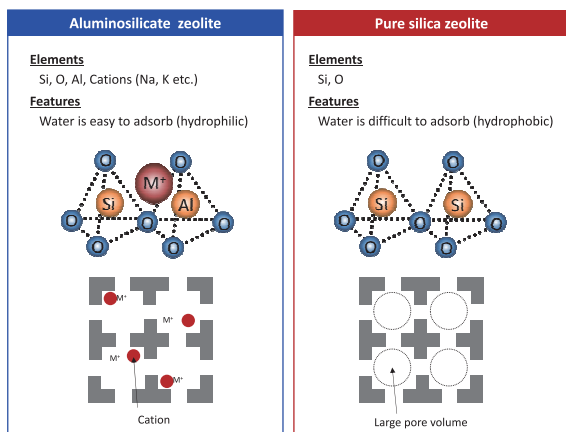 Aluminosilicate zeolite
Elements
Si, O, Al, Cations (Na, K etc.)
Features
Water is easy to adsorb (hydrophilic)
O
O
M⁺
Si
Al
O
O
O
O
O
M⁺
M⁺
M⁺
M⁺
Cation
Pure silica zeolite
Elements
Si, O
Features
Water is difficult to adsorb (hydrophobic)
O
O
Si
Si
O
O
O
O
O
Large pore volume